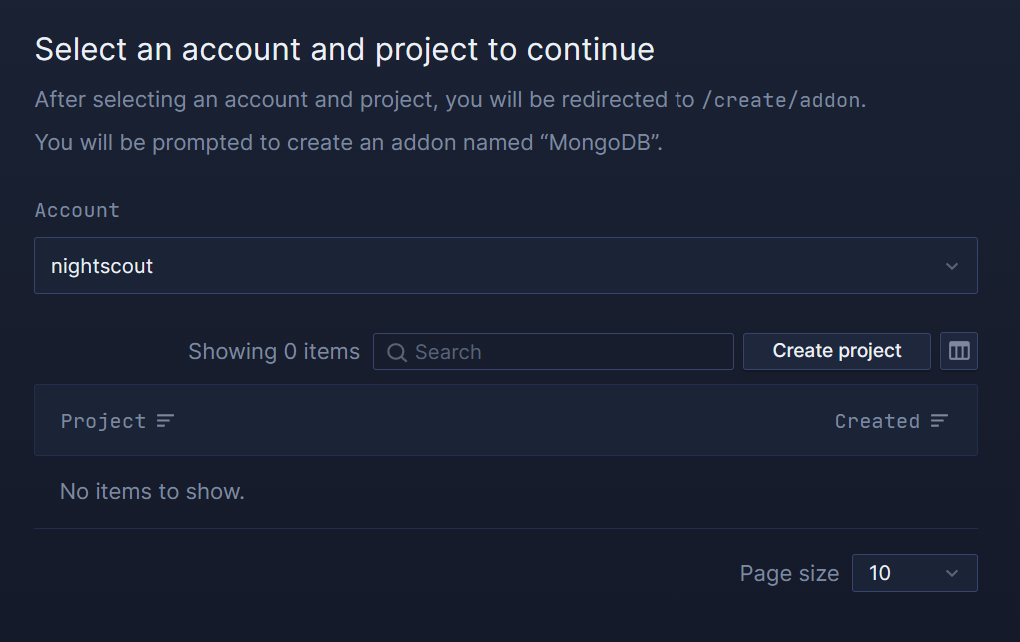 Select an account and project to continue
After selecting an account and project, you will be redirected to /create/addon.
You will be prompted to create an addon named “MongoDB”.
Account
nightscout
Showing 0 items Search Create project
Project Created
No items to show.
Page size 10